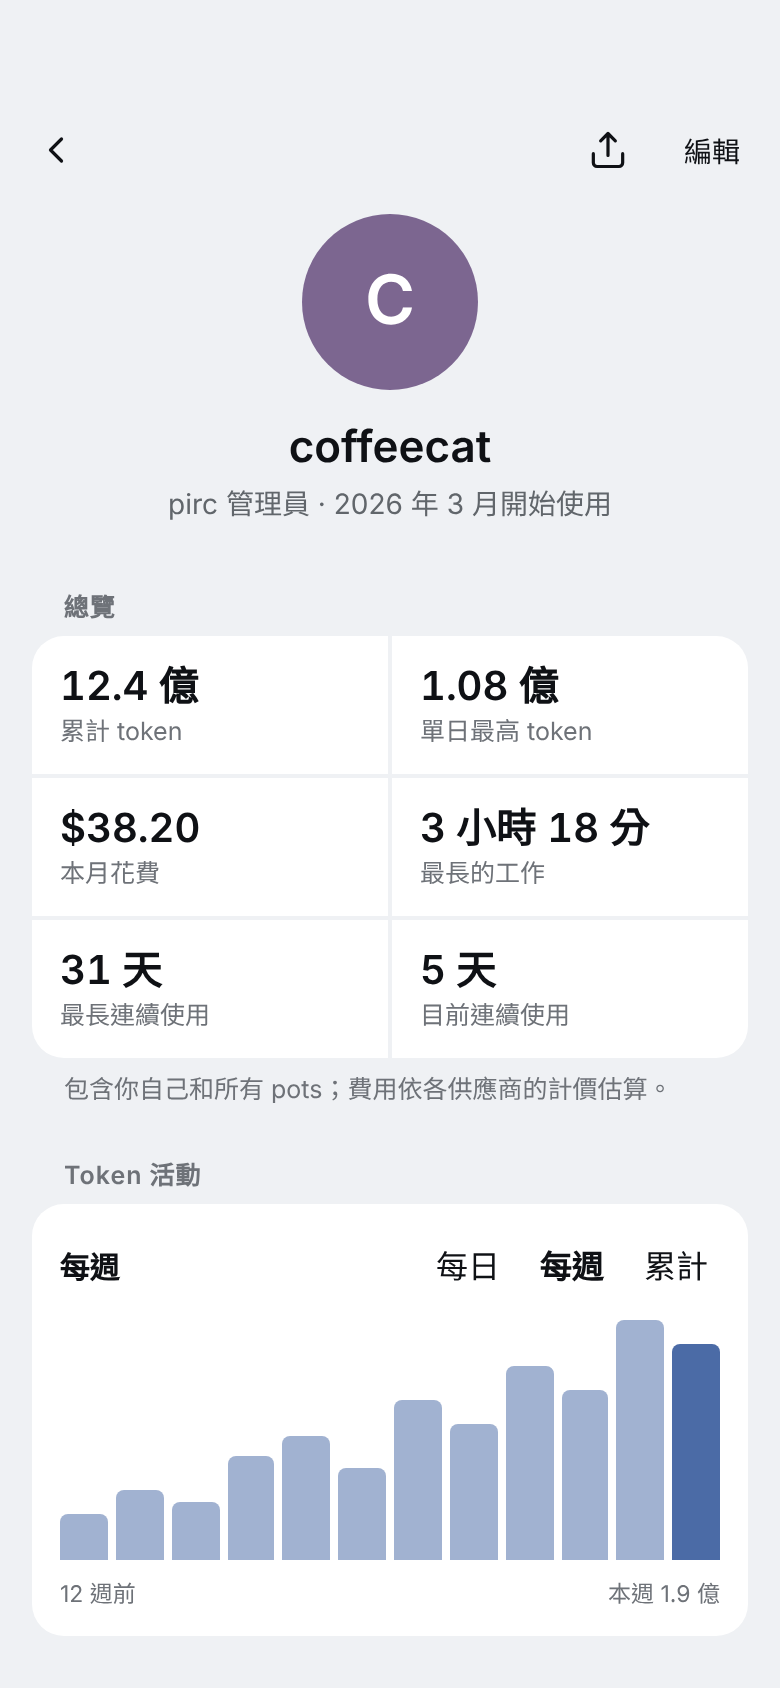 編輯
C
coffeecat
pirc 管理員 · 2026 年 3 月開始使用
總覽
12.4 億
累計 token
1.08 億
單日最高 token
$38.20
本月花費
3 小時 18 分
最長的工作
31 天
最長連續使用
5 天
目前連續使用
包含你自己和所有 pots；費用依各供應商的計價估算。
Token 活動
每週
每日 每週 累計
12 週前
本週 1.9 億